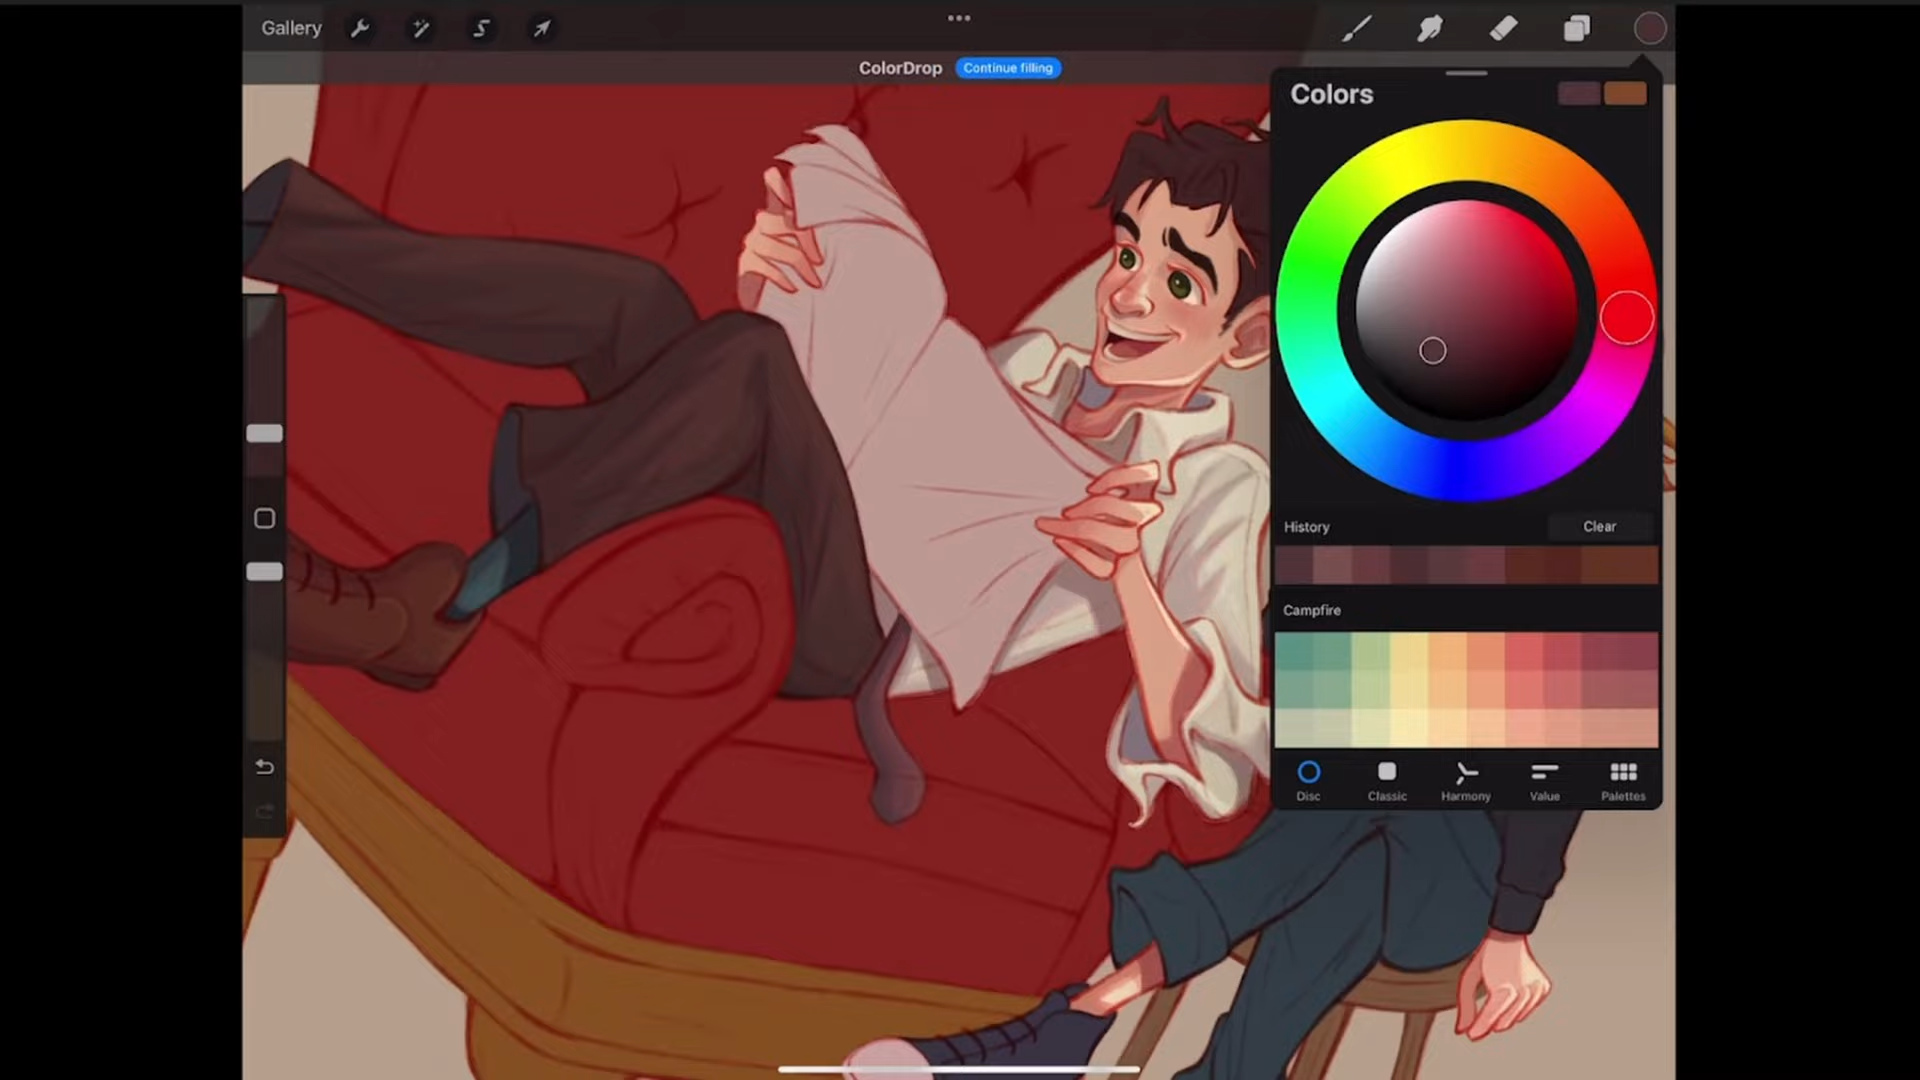 Gallery
ColorDrop Continue filling
Colors
History Clear
Campfire
Disc Classic Harmony Value Palettes